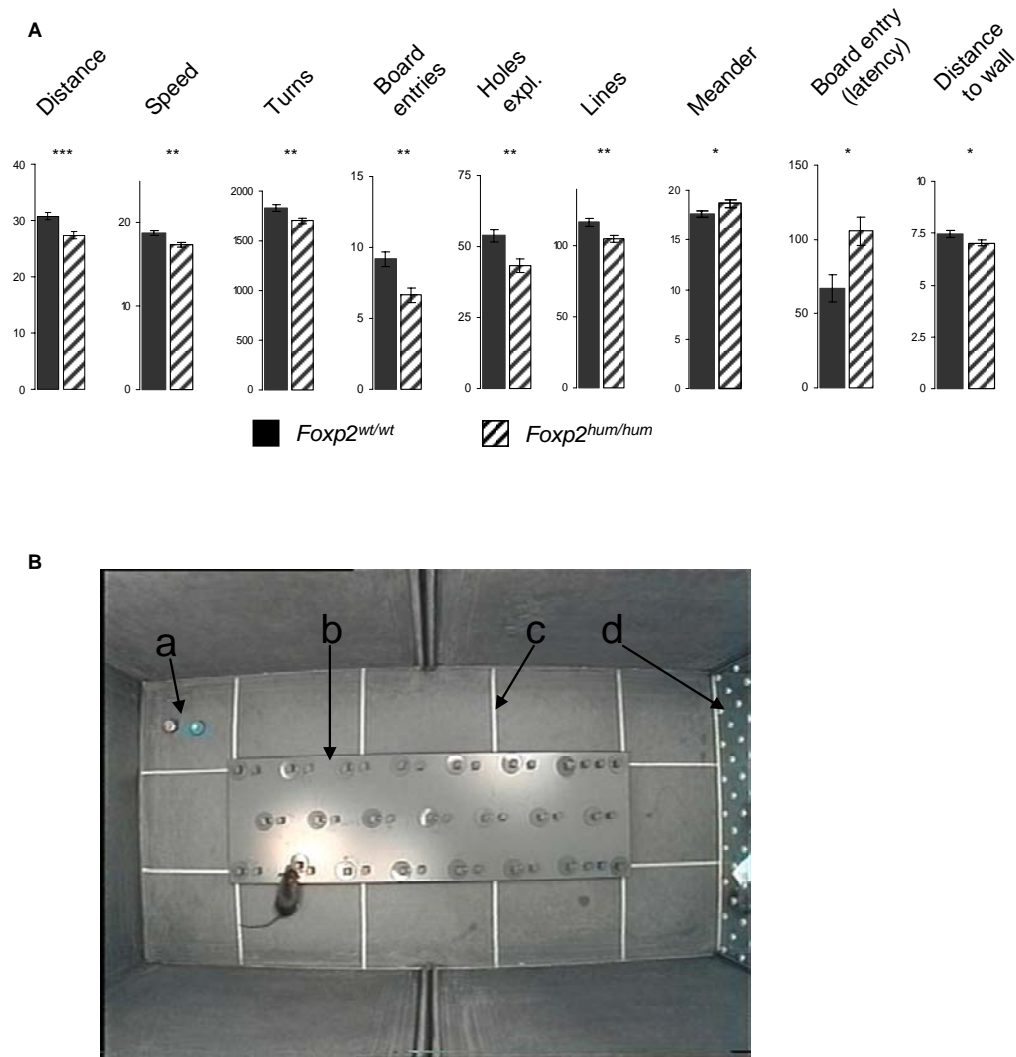 A
Distance
Speed
Turns
Board
entries
Holes
expl.
Lines
Meander
Board entry
(latency)
Distance
to wall
*** ** ** ** ** ** * * *
40
30
20
10
0
20
10
0
2000
1500
1000
500
0
15
10
5
0
75
50
25
0
100
50
0
20
15
10
5
0
150
100
50
0
10
7.5
5
2.5
0
Foxp2wt/wt
Foxp2hum/hum
B
a b c d